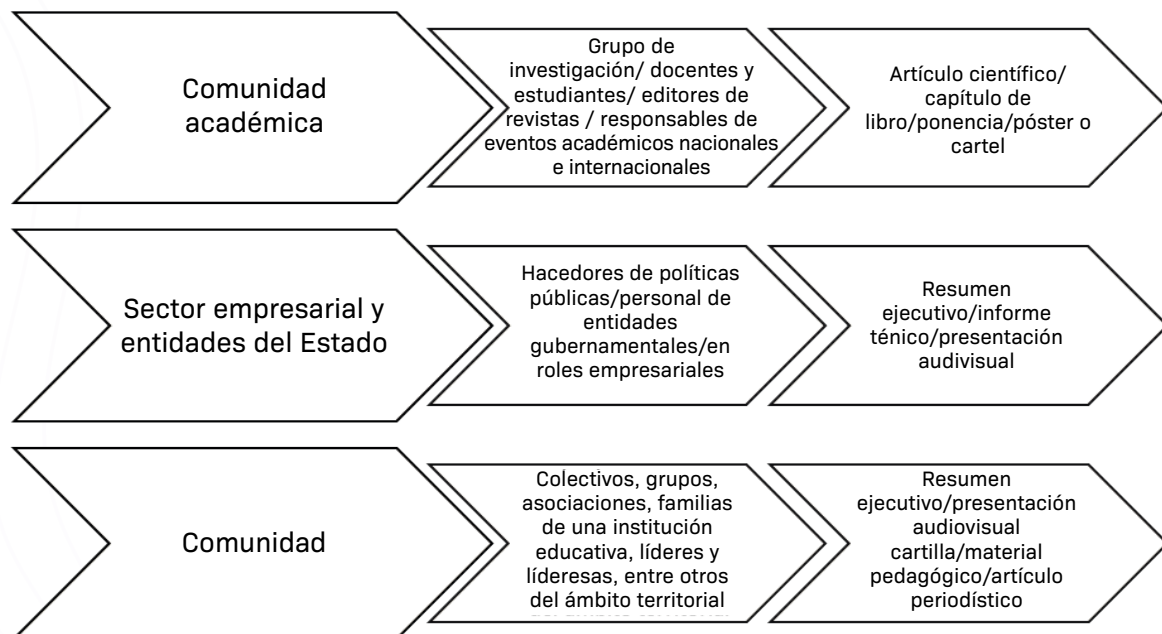 Comunidad
académica
Grupo de
investigación/ docentes y
estudiantes/ editores de
revistas / responsables de
eventos académicos nacionales
e internacionales
Artículo científico/
capítulo de
libro/ponencia/póster o
cartel
Sector empresarial y
entidades del Estado
Hacedores de políticas
públicas/personal de
entidades
gubernamentales/en
roles empresariales
Resumen
ejecutivo/informe
ténico/presentación
audivisual
Comunidad
Colectivos, grupos,
asociaciones, familias
de una institución
educativa, líderes y
líderesas, entre otros
del ámbito territorial
Resumen
ejecutivo/presentación
audiovisual
cartilla/material
pedagógico/artículo
periodístico